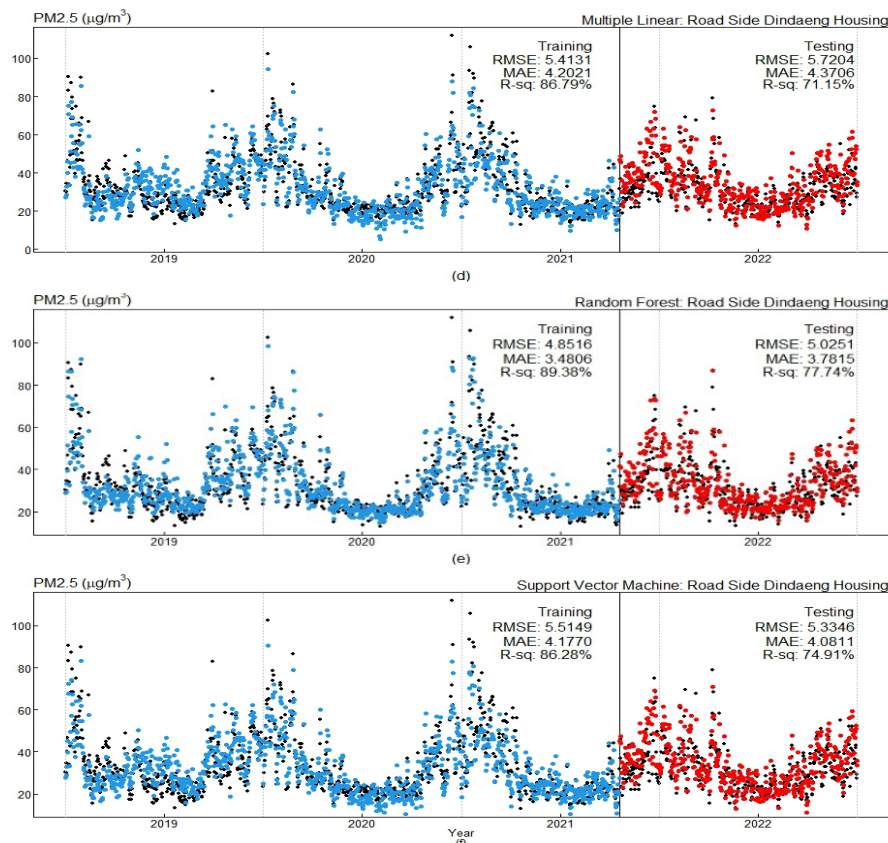 PM2.5 (μg/m³) Multiple Linear: Road Side Dindaeng Housing
Training Testing
RMSE: 5.4131 RMSE: 5.7204
MAE: 4.2021 MAE: 4.3706
R-sq: 86.79% R-sq: 71.15%
100
80
60
40
20
0
2019 2020 2021 2022
(d)
PM2.5 (μg/m³) Random Forest: Road Side Dindaeng Housing
Training Testing
RMSE: 4.8516 RMSE: 5.0251
MAE: 3.4806 MAE: 3.7815
R-sq: 89.38% R-sq: 77.74%
100
80
60
40
20
2019 2020 2021 2022
(e)
PM2.5 (μg/m³) Support Vector Machine: Road Side Dindaeng Housing
Training Testing
RMSE: 5.5149 RMSE: 5.3346
MAE: 4.1770 MAE: 4.0811
R-sq: 86.28% R-sq: 74.91%
100
80
60
40
20
2019 2020 2021 2022
Year
(f)